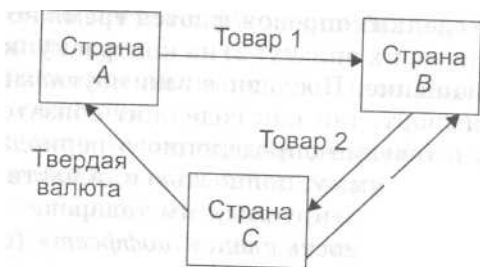 Страна
A
Товар 1
Страна
B
Товар 2
Твердая
валюта
Страна
C